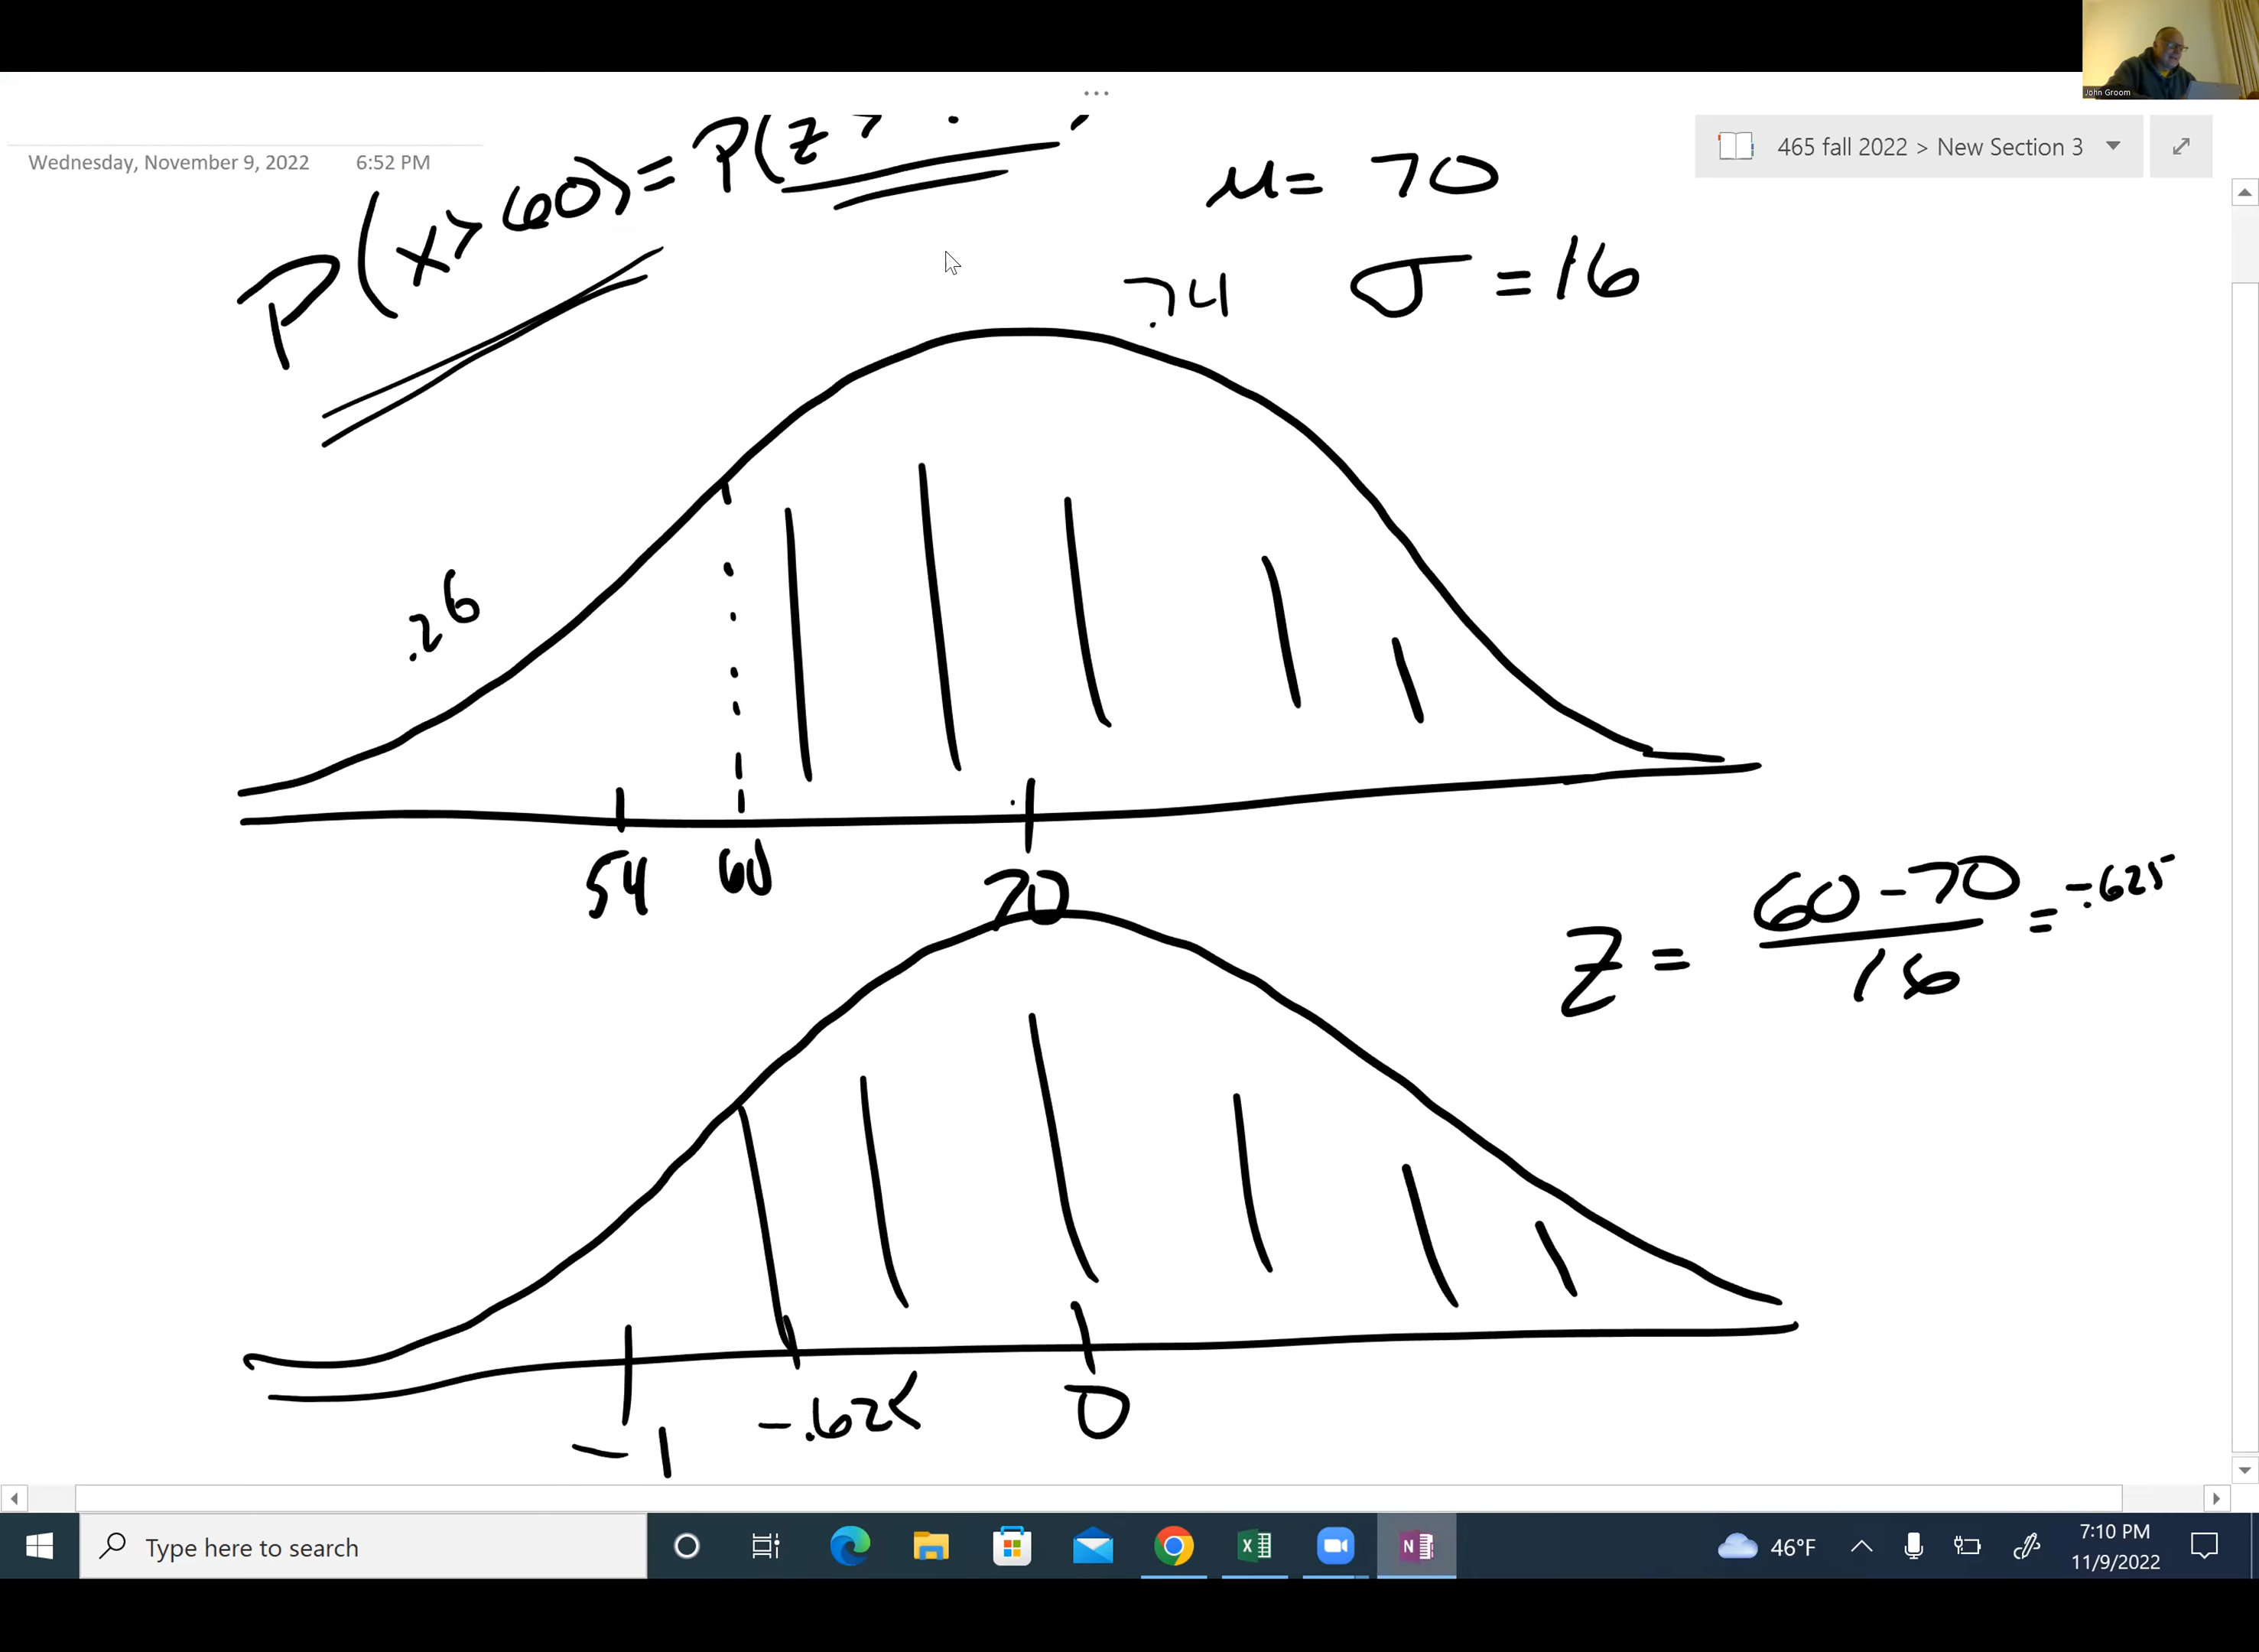 John Groom
Wednesday, November 9, 2022 6:52 PM
465 fall 2022 > New Section 3
P(x > 60) = P(z >
μ = 70
σ = 16
.74
.26
54 60 70
z = 60 - 70 / 16 = -.625
-1 -.625 0
Type here to search
46°F
7:10 PM
11/9/2022